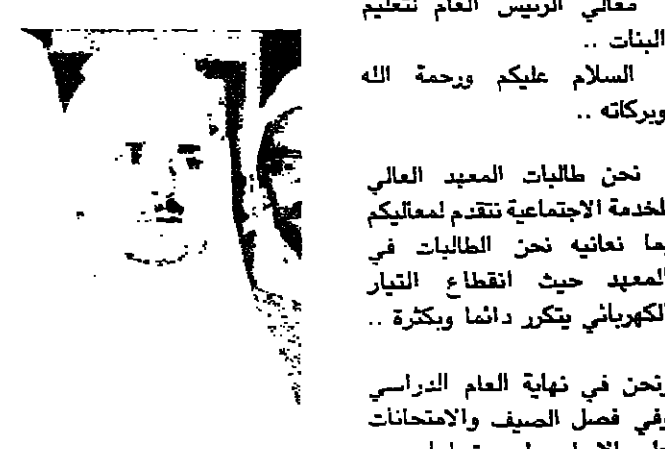 معالي الرئيس العام لتعليم
البنات ..
السلام عليكم ورحمة الله
وبركاته ..
نحن طالبات المعهد العالي
للخدمة الاجتماعية نتقدم لمعاليكم
بما نعانيه نحن الطالبات في
المعهد حيث انقطاع التيار
الكهربائي يتكرر دائما وبكثرة ..
ونحن في نهاية العام الدراسي
وفي فصل الصيف والامتحانات